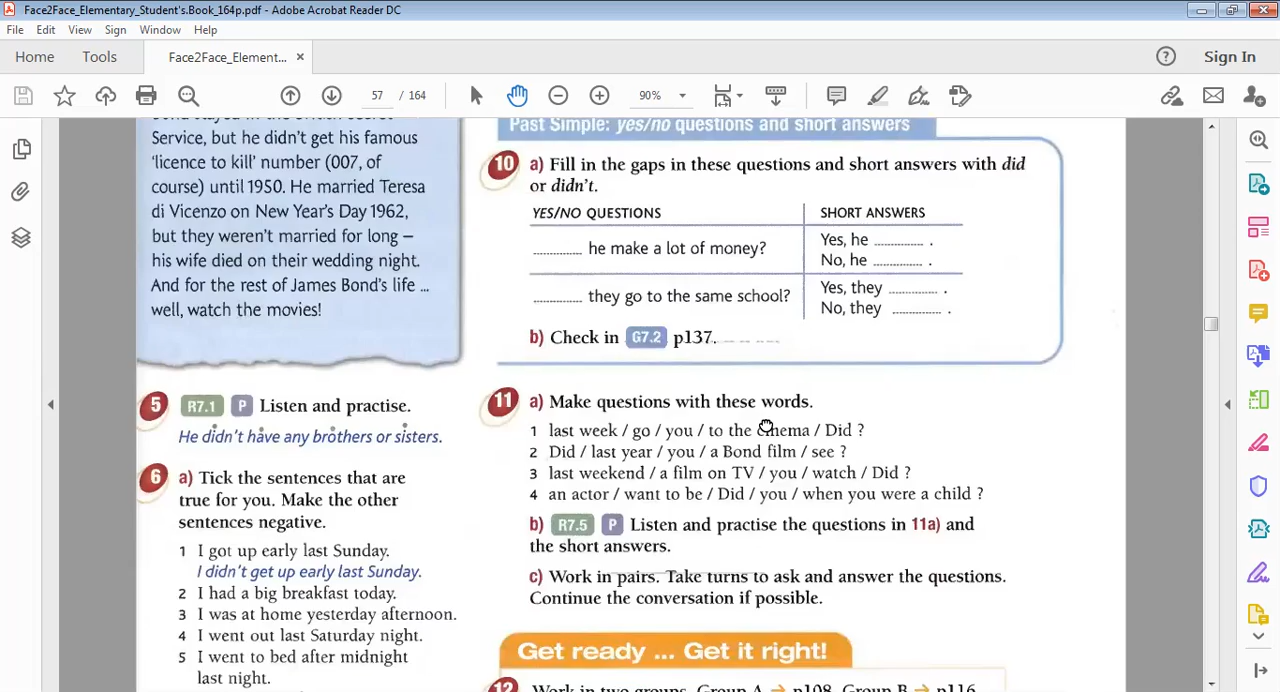 Face2Face_Elementary_Student's.Book_164p.pdf - Adobe Acrobat Reader DC
File Edit View Sign Window Help
Home Tools Face2Face_Element... × Sign In
57 / 164 90%
Service, but he didn't get his famous
'licence to kill' number (007, of
course) until 1950. He married Teresa
di Vicenzo on New Year's Day 1962,
but they weren't married for long –
his wife died on their wedding night.
And for the rest of James Bond's life ...
well, watch the movies!
5 R7.1 P Listen and practise.
He didn't have any brothers or sisters.
6 a) Tick the sentences that are
true for you. Make the other
sentences negative.
1 I got up early last Sunday.
I didn't get up early last Sunday.
2 I had a big breakfast today.
3 I was at home yesterday afternoon.
4 I went out last Saturday night.
5 I went to bed after midnight
last night.
Past Simple: yes/no questions and short answers
10 a) Fill in the gaps in these questions and short answers with did
or didn't.
YES/NO QUESTIONS SHORT ANSWERS
he make a lot of money? Yes, he .
No, he .
they go to the same school? Yes, they .
No, they .
b) Check in G7.2 p137.
11 a) Make questions with these words.
1 last week / go / you / to the cinema / Did ?
2 Did / last year / you / a Bond film / see ?
3 last weekend / a film on TV / you / watch / Did ?
4 an actor / want to be / Did / you / when you were a child ?
b) R7.5 P Listen and practise the questions in 11a) and
the short answers.
c) Work in pairs. Take turns to ask and answer the questions.
Continue the conversation if possible.
Get ready ... Get it right!
12 Work in two groups. Group A → p108. Group B → p116.